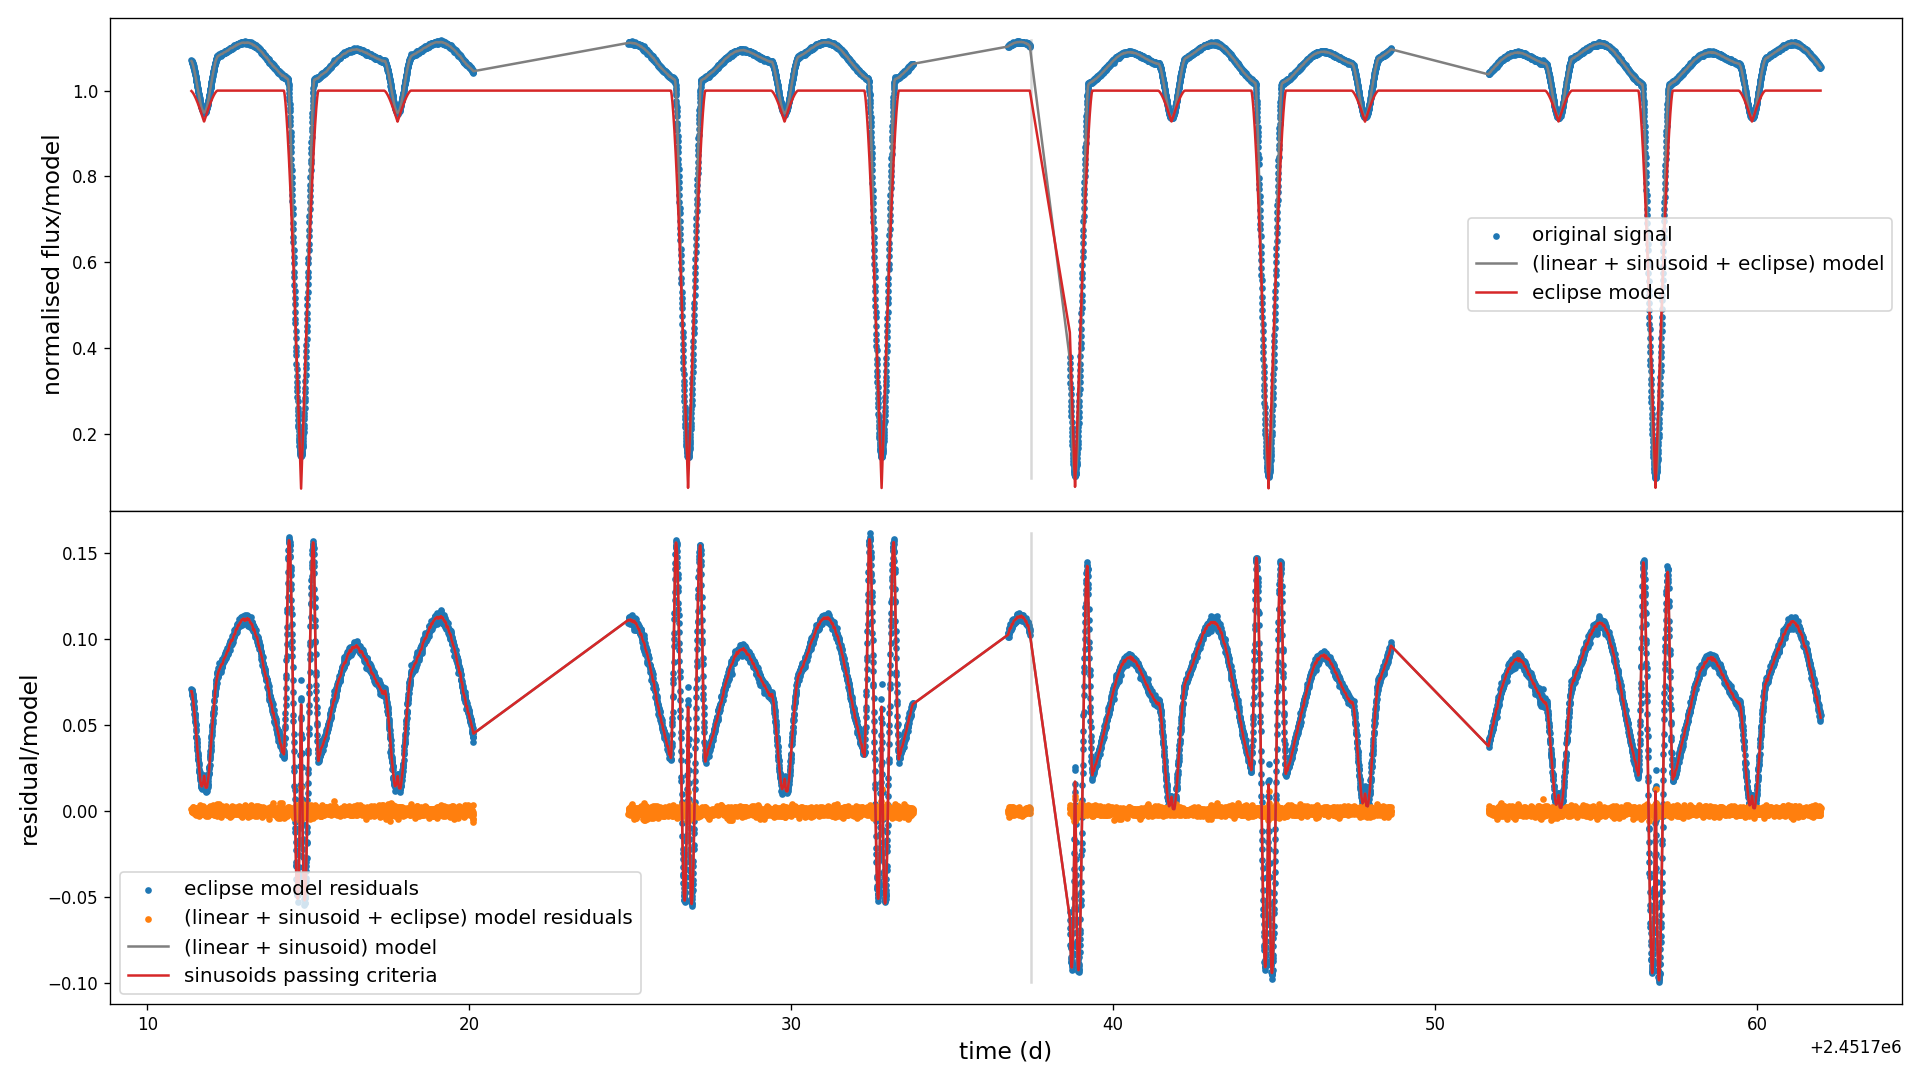 normalised flux/model
1.0
0.8
0.6
0.4
0.2
original signal
(linear + sinusoid + eclipse) model
eclipse model
residual/model
0.15
0.10
0.05
0.00
−0.05
−0.10
eclipse model residuals
(linear + sinusoid + eclipse) model residuals
(linear + sinusoid) model
sinusoids passing criteria
10 20 30 40 50 60
time (d)
+2.4517e6